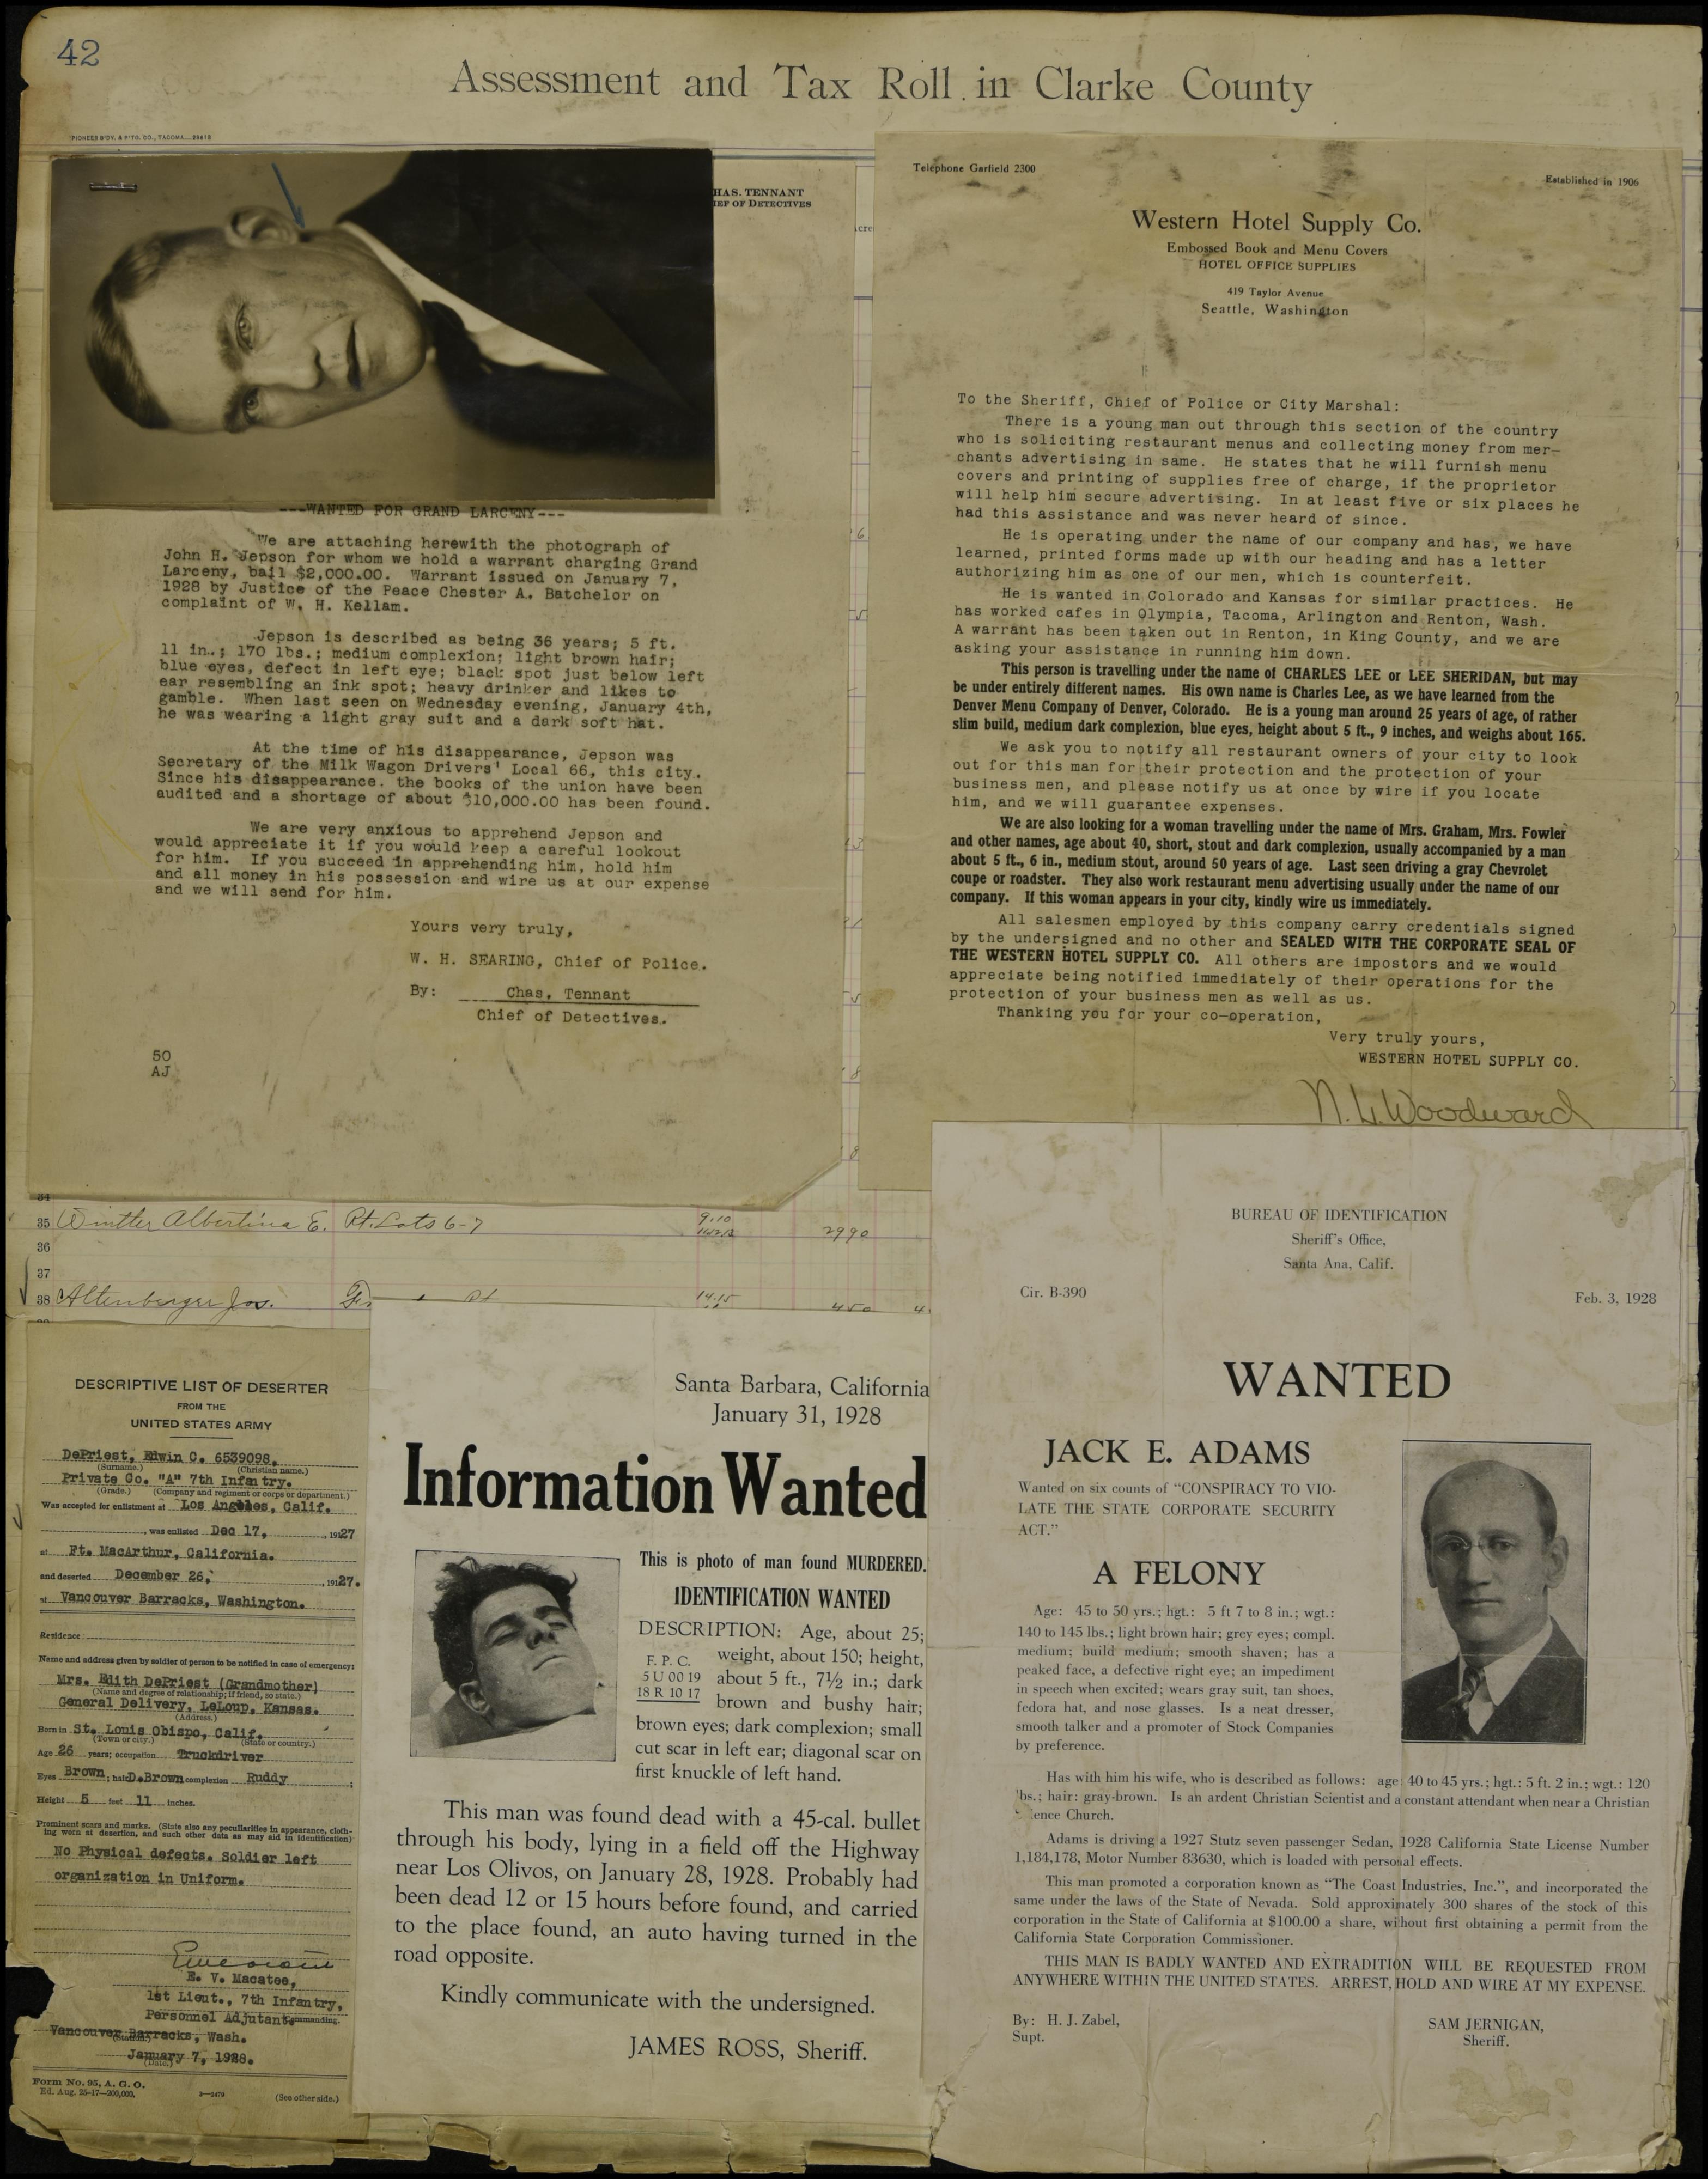 42
Assessment and Tax Roll in Clarke County
PIONEER B'DY. & P'TG. CO., TACOMA
HAS. TENNANT
IEF OF DETECTIVES
---WANTED FOR GRAND LARCENY---
We are attaching herewith the photograph of
John H. Jepson for whom we hold a warrant charging Grand
Larceny, bail $2,000.00. Warrant issued on January 7,
1928 by Justice of the Peace Chester A. Batchelor on
complaint of W. H. Kellam.
Jepson is described as being 36 years; 5 ft.
11 in.; 170 lbs.; medium complexion; light brown hair;
blue eyes, defect in left eye; black spot just below left
ear resembling an ink spot; heavy drinker and likes to
gamble. When last seen on Wednesday evening, January 4th,
he was wearing a light gray suit and a dark soft hat.
At the time of his disappearance, Jepson was
Secretary of the Milk Wagon Drivers' Local 66, this city.
Since his disappearance, the books of the union have been
audited and a shortage of about $10,000.00 has been found.
We are very anxious to apprehend Jepson and
would appreciate it if you would keep a careful lookout
for him. If you succeed in apprehending him, hold him
and all money in his possession and wire us at our expense
and we will send for him.
Yours very truly,
W. H. SEARING, Chief of Police.
By: Chas. Tennant
Chief of Detectives.
50
AJ
Telephone Garfield 2300
Established in 1906
Western Hotel Supply Co.
Embossed Book and Menu Covers
HOTEL OFFICE SUPPLIES
419 Taylor Avenue
Seattle, Washington
To the Sheriff, Chief of Police or City Marshal:
There is a young man out through this section of the country
who is soliciting restaurant menus and collecting money from mer-
chants advertising in same. He states that he will furnish menu
covers and printing of supplies free of charge, if the proprietor
will help him secure advertising. In at least five or six places he
had this assistance and was never heard of since.
He is operating under the name of our company and has, we have
learned, printed forms made up with our heading and has a letter
authorizing him as one of our men, which is counterfeit.
He is wanted in Colorado and Kansas for similar practices. He
has worked cafes in Olympia, Tacoma, Arlington and Renton, Wash.
A warrant has been taken out in Renton, in King County, and we are
asking your assistance in running him down.
This person is travelling under the name of CHARLES LEE or LEE SHERIDAN, but may
be under entirely different names. His own name is Charles Lee, as we have learned from the
Denver Menu Company of Denver, Colorado. He is a young man around 25 years of age, of rather
slim build, medium dark complexion, blue eyes, height about 5 ft., 9 inches, and weighs about 165.
We ask you to notify all restaurant owners of your city to look
out for this man for their protection and the protection of your
business men, and please notify us at once by wire if you locate
him, and we will guarantee expenses.
We are also looking for a woman travelling under the name of Mrs. Graham, Mrs. Fowler
and other names, age about 40, short, stout and dark complexion, usually accompanied by a man
about 5 ft., 6 in., medium stout, around 50 years of age. Last seen driving a gray Chevrolet
coupe or roadster. They also work restaurant menu advertising usually under the name of our
company. If this woman appears in your city, kindly wire us immediately.
All salesmen employed by this company carry credentials signed
by the undersigned and no other and SEALED WITH THE CORPORATE SEAL OF
THE WESTERN HOTEL SUPPLY CO. All others are impostors and we would
appreciate being notified immediately of their operations for the
protection of your business men as well as us.
Thanking you for your co-operation,
Very truly yours,
WESTERN HOTEL SUPPLY CO.
Woodward
35 Wintler Albertina E. Pt. Lots 6-7 9.10 2990
36
37
38 Altenberger Jos. 14.15 450
DESCRIPTIVE LIST OF DESERTER
FROM THE
UNITED STATES ARMY
DePriest, Edwin C. 6539098,
(Surname.) (Christian name.)
Private Co. "A" 7th Infantry.
(Grade.) (Company and regiment or corps or department.)
Was accepted for enlistment at Los Angeles, Calif.
, was enlisted Dec 17, , 1927
at Ft. MacArthur, California.
and deserted December 26, , 1927.
at Vancouver Barracks, Washington.
Residence
Name and address given by soldier of person to be notified in case of emergency:
Mrs. Edith DePriest (Grandmother)
(Name and degree of relationship; if friend, so state.)
General Delivery, LeLoup, Kansas.
(Address.)
Born in St. Louis Obispo, Calif.
(Town or city.) (State or country.)
Age 26 years; occupation Truckdriver
Eyes Brown; hair D.Brown complexion Ruddy ;
Height 5 feet 11 inches.
Prominent scars and marks. (State also any peculiarities in appearance, cloth-
ing worn at desertion, and such other data as may aid in identification)
No Physical defects. Soldier left
organization in Uniform.
E. V. Macatee,
1st Lieut., 7th Infantry,
Personnel Adjutant. Commanding.
Vancouver Barracks, Wash.
(Station.)
January 7, 1928.
(Date.)
Form No. 95, A. G. O.
Ed. Aug. 25-17—200,000.
3—2479
(See other side.)
Santa Barbara, California
January 31, 1928
Information Wanted
This is photo of man found MURDERED.
IDENTIFICATION WANTED
DESCRIPTION: Age, about 25;
weight, about 150; height,
about 5 ft., 7½ in.; dark
brown and bushy hair;
F. P. C.
5 U 00 19
18 R 10 17
brown eyes; dark complexion; small
cut scar in left ear; diagonal scar on
first knuckle of left hand.
This man was found dead with a 45-cal. bullet
through his body, lying in a field off the Highway
near Los Olivos, on January 28, 1928. Probably had
been dead 12 or 15 hours before found, and carried
to the place found, an auto having turned in the
road opposite.
Kindly communicate with the undersigned.
JAMES ROSS, Sheriff.
BUREAU OF IDENTIFICATION
Sheriff's Office,
Santa Ana, Calif.
Cir. B-390
Feb. 3, 1928
WANTED
JACK E. ADAMS
Wanted on six counts of "CONSPIRACY TO VIO-
LATE THE STATE CORPORATE SECURITY
ACT."
A FELONY
Age: 45 to 50 yrs.; hgt.: 5 ft 7 to 8 in.; wgt.:
140 to 145 lbs.; light brown hair; grey eyes; compl.
medium; build medium; smooth shaven; has a
peaked face, a defective right eye; an impediment
in speech when excited; wears gray suit, tan shoes,
fedora hat, and nose glasses. Is a neat dresser,
smooth talker and a promoter of Stock Companies
by preference.
Has with him his wife, who is described as follows: age: 40 to 45 yrs.; hgt.: 5 ft. 2 in.; wgt.: 120
lbs.; hair: gray-brown. Is an ardent Christian Scientist and a constant attendant when near a Christian
ence Church.
Adams is driving a 1927 Stutz seven passenger Sedan, 1928 California State License Number
1,184,178, Motor Number 83630, which is loaded with personal effects.
This man promoted a corporation known as "The Coast Industries, Inc.", and incorporated the
same under the laws of the State of Nevada. Sold approximately 300 shares of the stock of this
corporation in the State of California at $100.00 a share, without first obtaining a permit from the
California State Corporation Commissioner.
THIS MAN IS BADLY WANTED AND EXTRADITION WILL BE REQUESTED FROM
ANYWHERE WITHIN THE UNITED STATES. ARREST, HOLD AND WIRE AT MY EXPENSE.
By: H. J. Zabel,
Supt.
SAM JERNIGAN,
Sheriff.